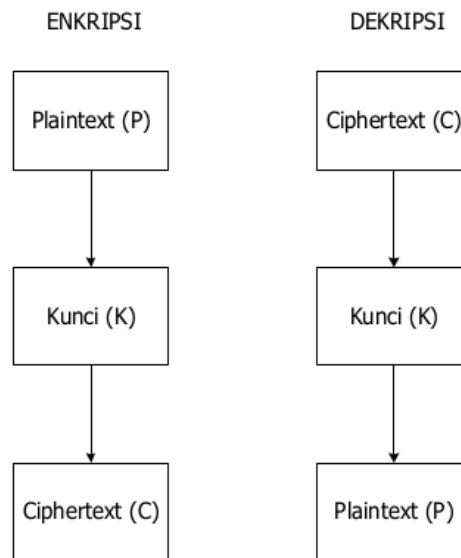 ENKRIPSI
Plaintext (P)
Kunci (K)
Ciphertext (C)
DEKRIPSI
Ciphertext (C)
Kunci (K)
Plaintext (P)